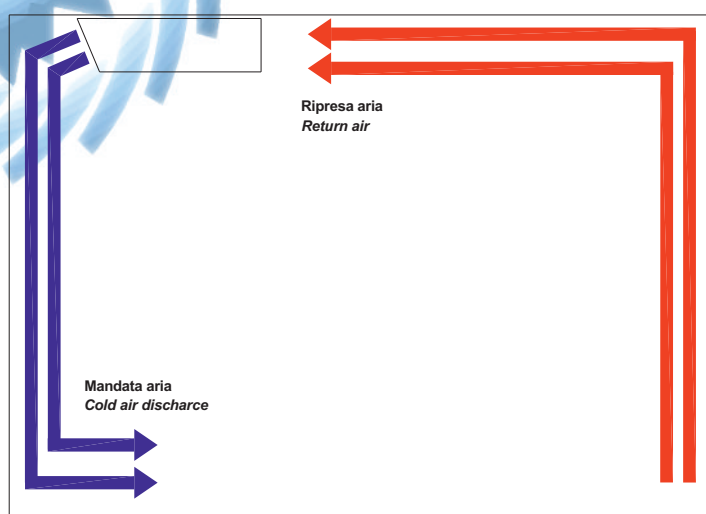 Ripresa aria
Return air
Mandata aria
Cold air discharce